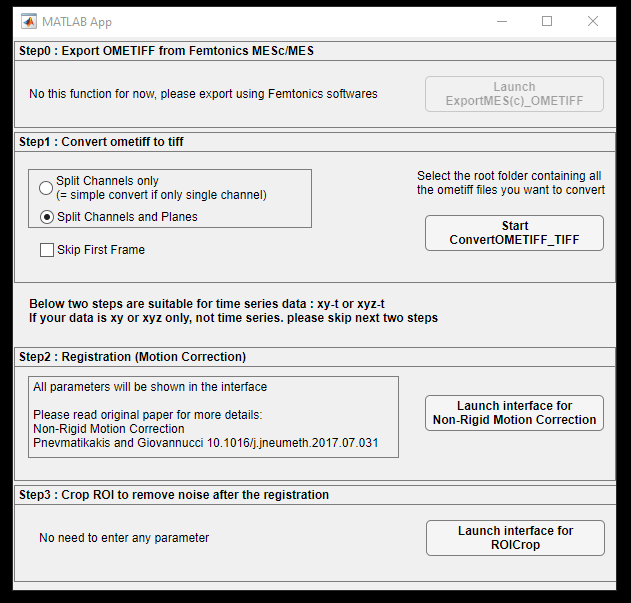 MATLAB App
Step0 : Export OMETIFF from Femtonics MESc/MES
No this function for now, please export using Femtonics softwares
Launch
ExportMES(c)_OMETIFF
Step1 : Convert ometiff to tiff
Split Channels only
(= simple convert if only single channel)
Split Channels and Planes
Skip First Frame
Select the root folder containing all
the ometiff files you want to convert
Start
ConvertOMETIFF_TIFF
Below two steps are suitable for time series data : xy-t or xyz-t
If your data is xy or xyz only, not time series. please skip next two steps
Step2 : Registration (Motion Correction)
All parameters will be shown in the interface
Please read original paper for more details:
Non-Rigid Motion Correction
Pnevmatikakis and Giovannucci 10.1016/j.jneumeth.2017.07.031
Launch interface for
Non-Rigid Motion Correction
Step3 : Crop ROI to remove noise after the registration
No need to enter any parameter
Launch interface for
ROICrop